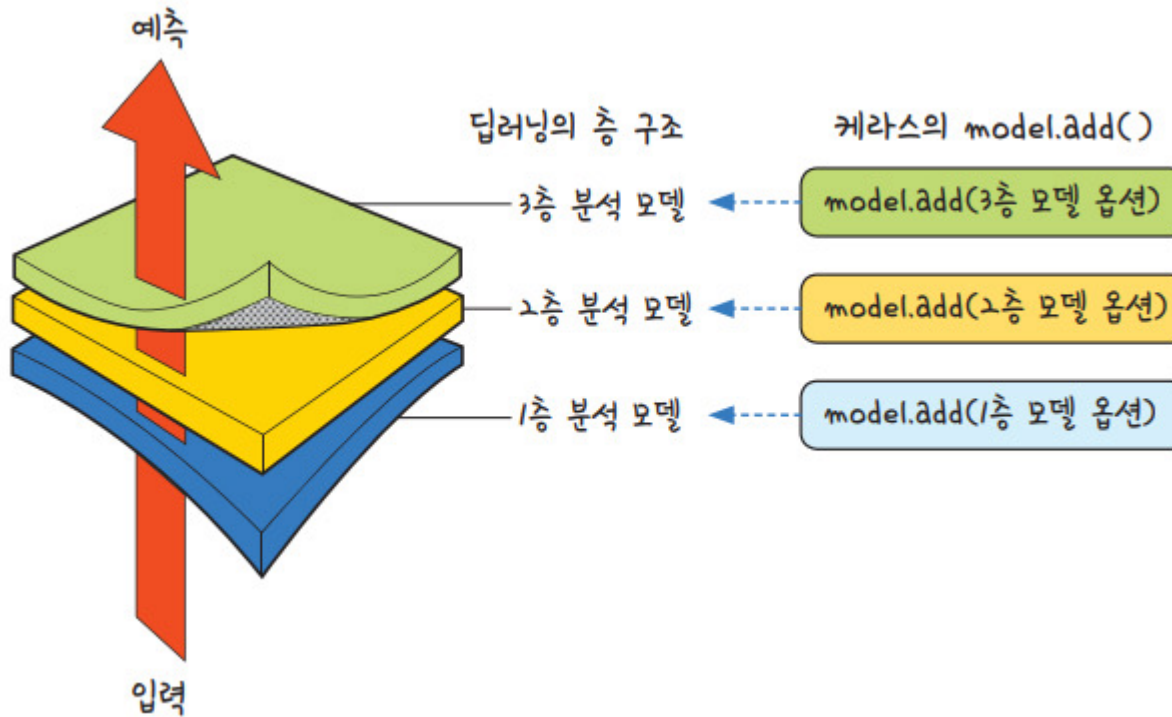 예측
딥러닝의 층 구조
케라스의 model.add()
3층 분석 모델
model.add(3층 모델 옵션)
2층 분석 모델
model.add(2층 모델 옵션)
1층 분석 모델
model.add(1층 모델 옵션)
입력